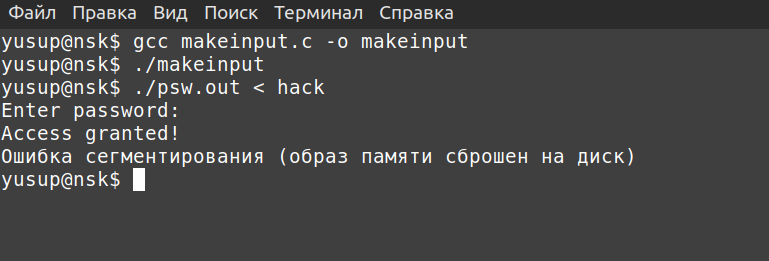 Файл Правка Вид Поиск Терминал Справка
yusup@nsk$ gcc makeinput.c -o makeinput
yusup@nsk$ ./makeinput
yusup@nsk$ ./psw.out < hack
Enter password:
Access granted!
Ошибка сегментирования (образ памяти сброшен на диск)
yusup@nsk$